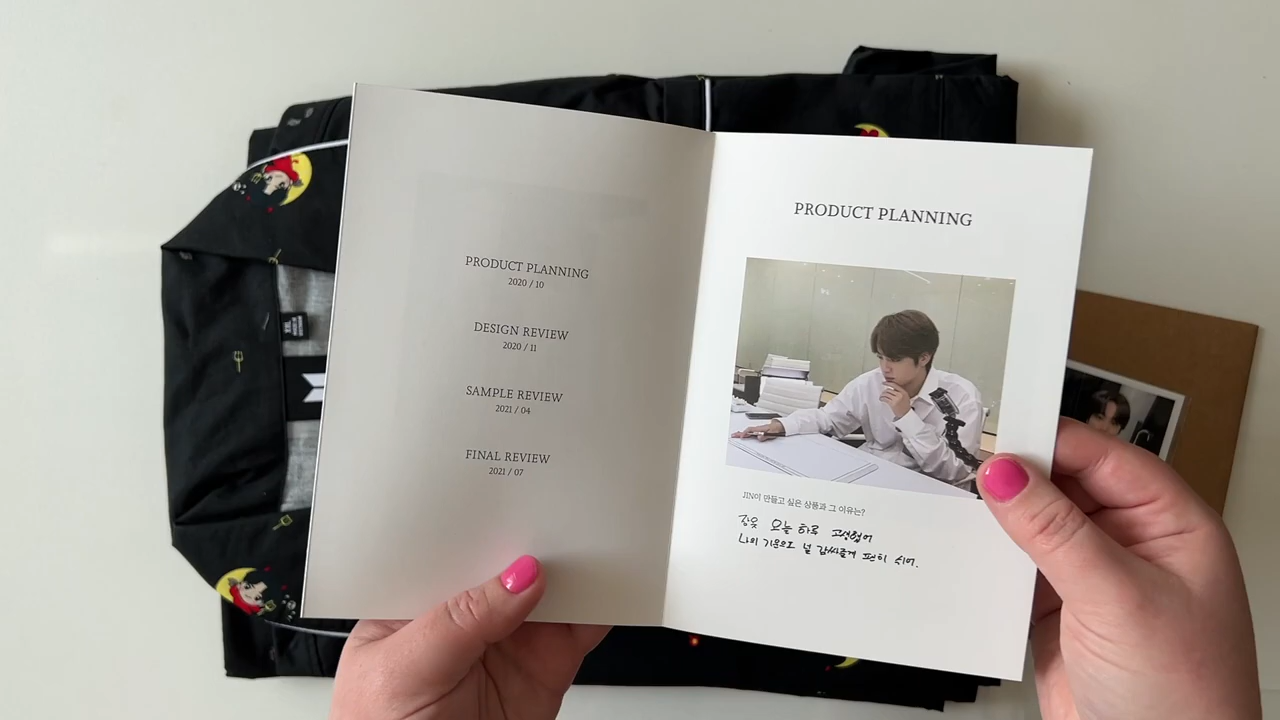 PRODUCT PLANNING
2020 / 10
DESIGN REVIEW
2020 / 11
SAMPLE REVIEW
2021 / 04
FINAL REVIEW
2021 / 07
PRODUCT PLANNING
JIN이 만들고 싶은 상품과 그 이유는?
잠옷 오늘 하루 고생했어
나의 기운으로 널 감싸줄게 편히 쉬어.